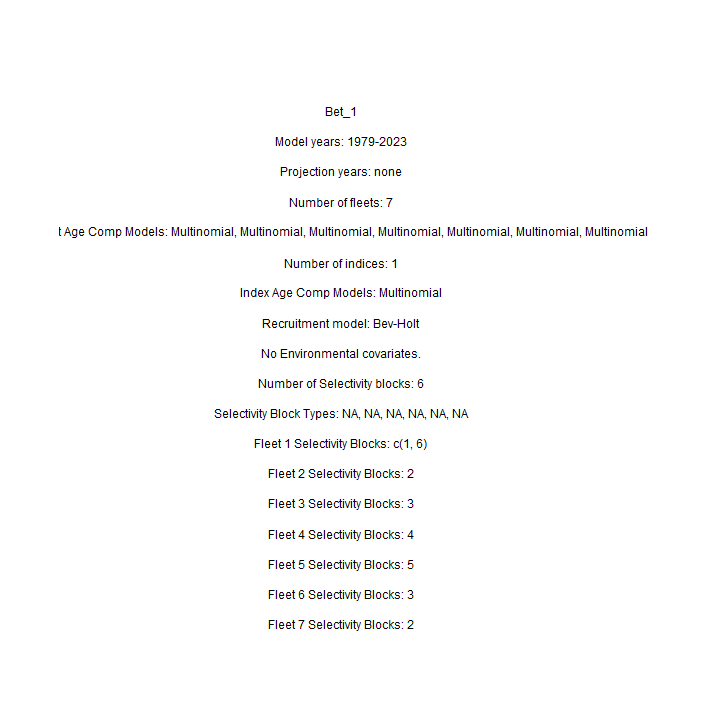 Bet_1
Model years: 1979-2023
Projection years: none
Number of fleets: 7
t Age Comp Models: Multinomial, Multinomial, Multinomial, Multinomial, Multinomial, Multinomial, Multinomial
Number of indices: 1
Index Age Comp Models: Multinomial
Recruitment model: Bev-Holt
No Environmental covariates.
Number of Selectivity blocks: 6
Selectivity Block Types: NA, NA, NA, NA, NA, NA
Fleet 1 Selectivity Blocks: c(1, 6)
Fleet 2 Selectivity Blocks: 2
Fleet 3 Selectivity Blocks: 3
Fleet 4 Selectivity Blocks: 4
Fleet 5 Selectivity Blocks: 5
Fleet 6 Selectivity Blocks: 3
Fleet 7 Selectivity Blocks: 2